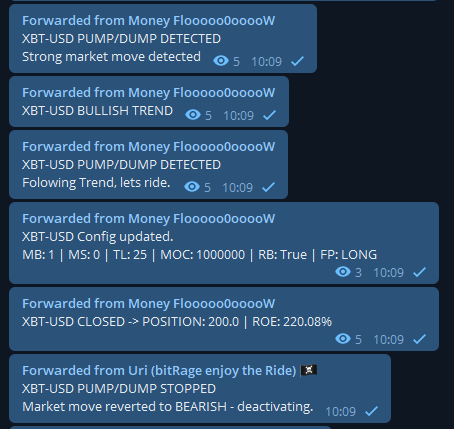 Forwarded from Money Flooooo0ooooW
XBT-USD PUMP/DUMP DETECTED
Strong market move detected 5 10:09
Forwarded from Money Flooooo0ooooW
XBT-USD BULLISH TREND 5 10:09
Forwarded from Money Flooooo0ooooW
XBT-USD PUMP/DUMP DETECTED
Folowing Trend, lets ride. 5 10:09
Forwarded from Money Flooooo0ooooW
XBT-USD Config updated.
MB: 1 | MS: 0 | TL: 25 | MOC: 1000000 | RB: True | FP: LONG
3 10:09
Forwarded from Money Flooooo0ooooW
XBT-USD CLOSED -> POSITION: 200.0 | ROE: 220.08%
5 10:09
Forwarded from Uri (bitRage enjoy the Ride) 🏴‍☠️
XBT-USD PUMP/DUMP STOPPED
Market move reverted to BEARISH - deactivating. 10:09